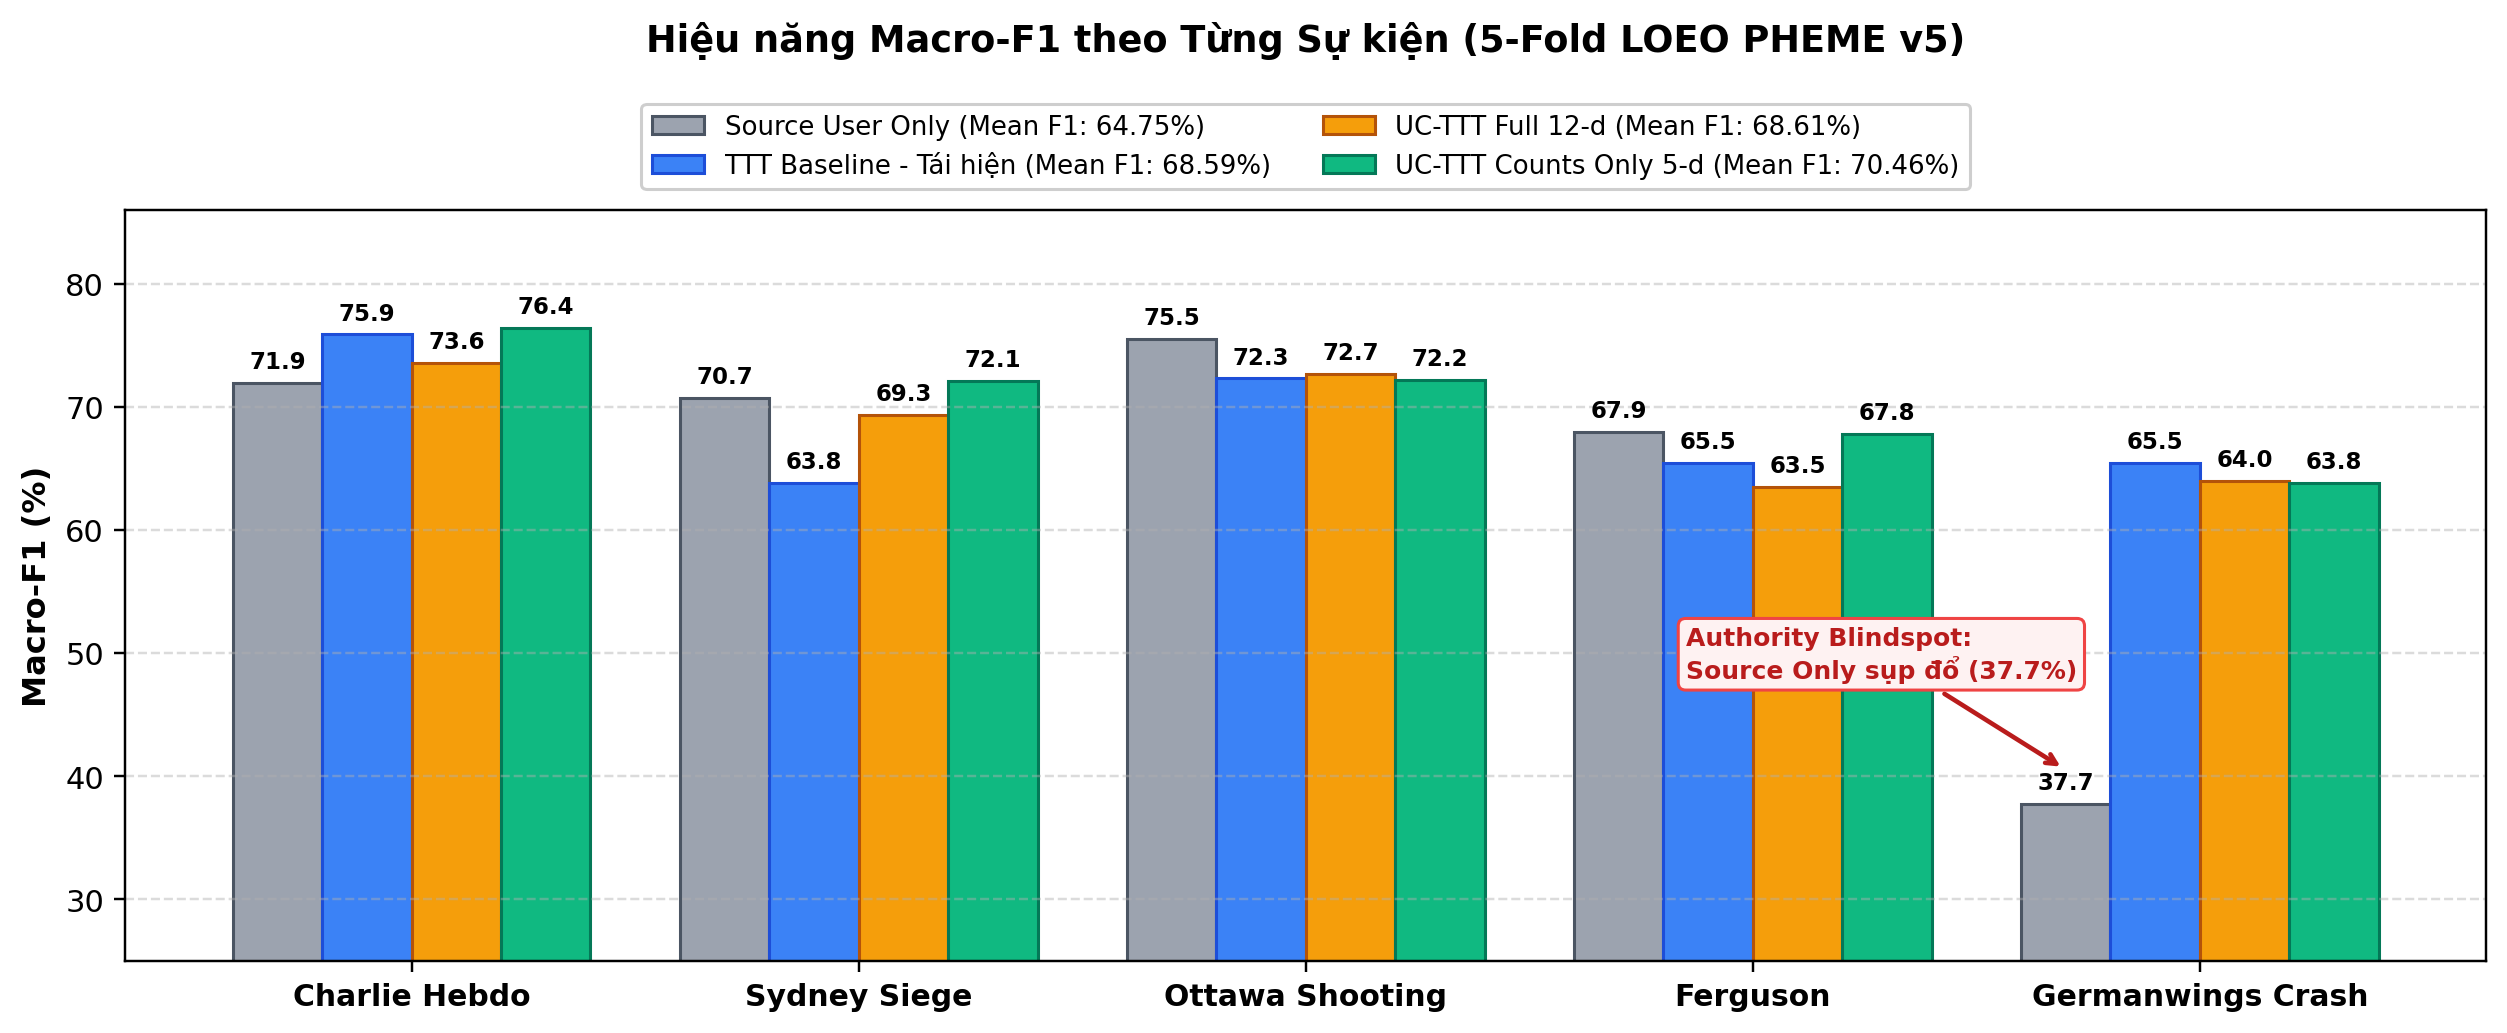 Hiệu năng Macro-F1 theo Từng Sự kiện (5-Fold LOEO PHEME v5)
Source User Only (Mean F1: 64.75%)
TTT Baseline - Tái hiện (Mean F1: 68.59%)
UC-TTT Full 12-d (Mean F1: 68.61%)
UC-TTT Counts Only 5-d (Mean F1: 70.46%)
Macro-F1 (%)
80
70
60
50
40
30
71.9
75.9
73.6
76.4
70.7
63.8
69.3
72.1
75.5
72.3
72.7
72.2
67.9
65.5
63.5
67.8
37.7
65.5
64.0
63.8
Authority Blindspot:
Source Only sụp đổ (37.7%)
Charlie Hebdo
Sydney Siege
Ottawa Shooting
Ferguson
Germanwings Crash